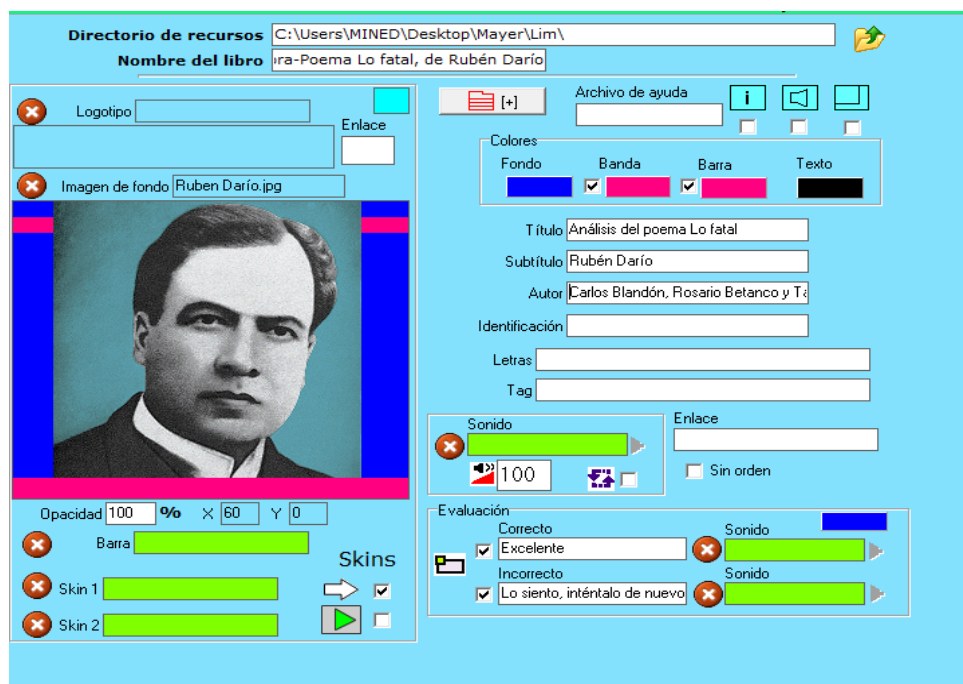 Directorio de recursos C:\Users\MINED\Desktop\Mayer\Lim\
Nombre del libro ra-Poema Lo fatal, de Rubén Darío
Logotipo
Enlace
Imagen de fondo Ruben Darío.jpg
Opacidad 100 % X 60 Y 0
Barra
Skins
Skin 1
Skin 2
[+]
Archivo de ayuda
i
Colores
Fondo Banda Barra Texto
Título Análisis del poema Lo fatal
Subtítulo Rubén Darío
Autor Carlos Blandón, Rosario Betanco y
Identificación
Letras
Tag
Sonido
100
Enlace
Sin orden
Evaluación
Correcto Sonido
Excelente
Incorrecto Sonido
Lo siento, inténtalo de nuevo